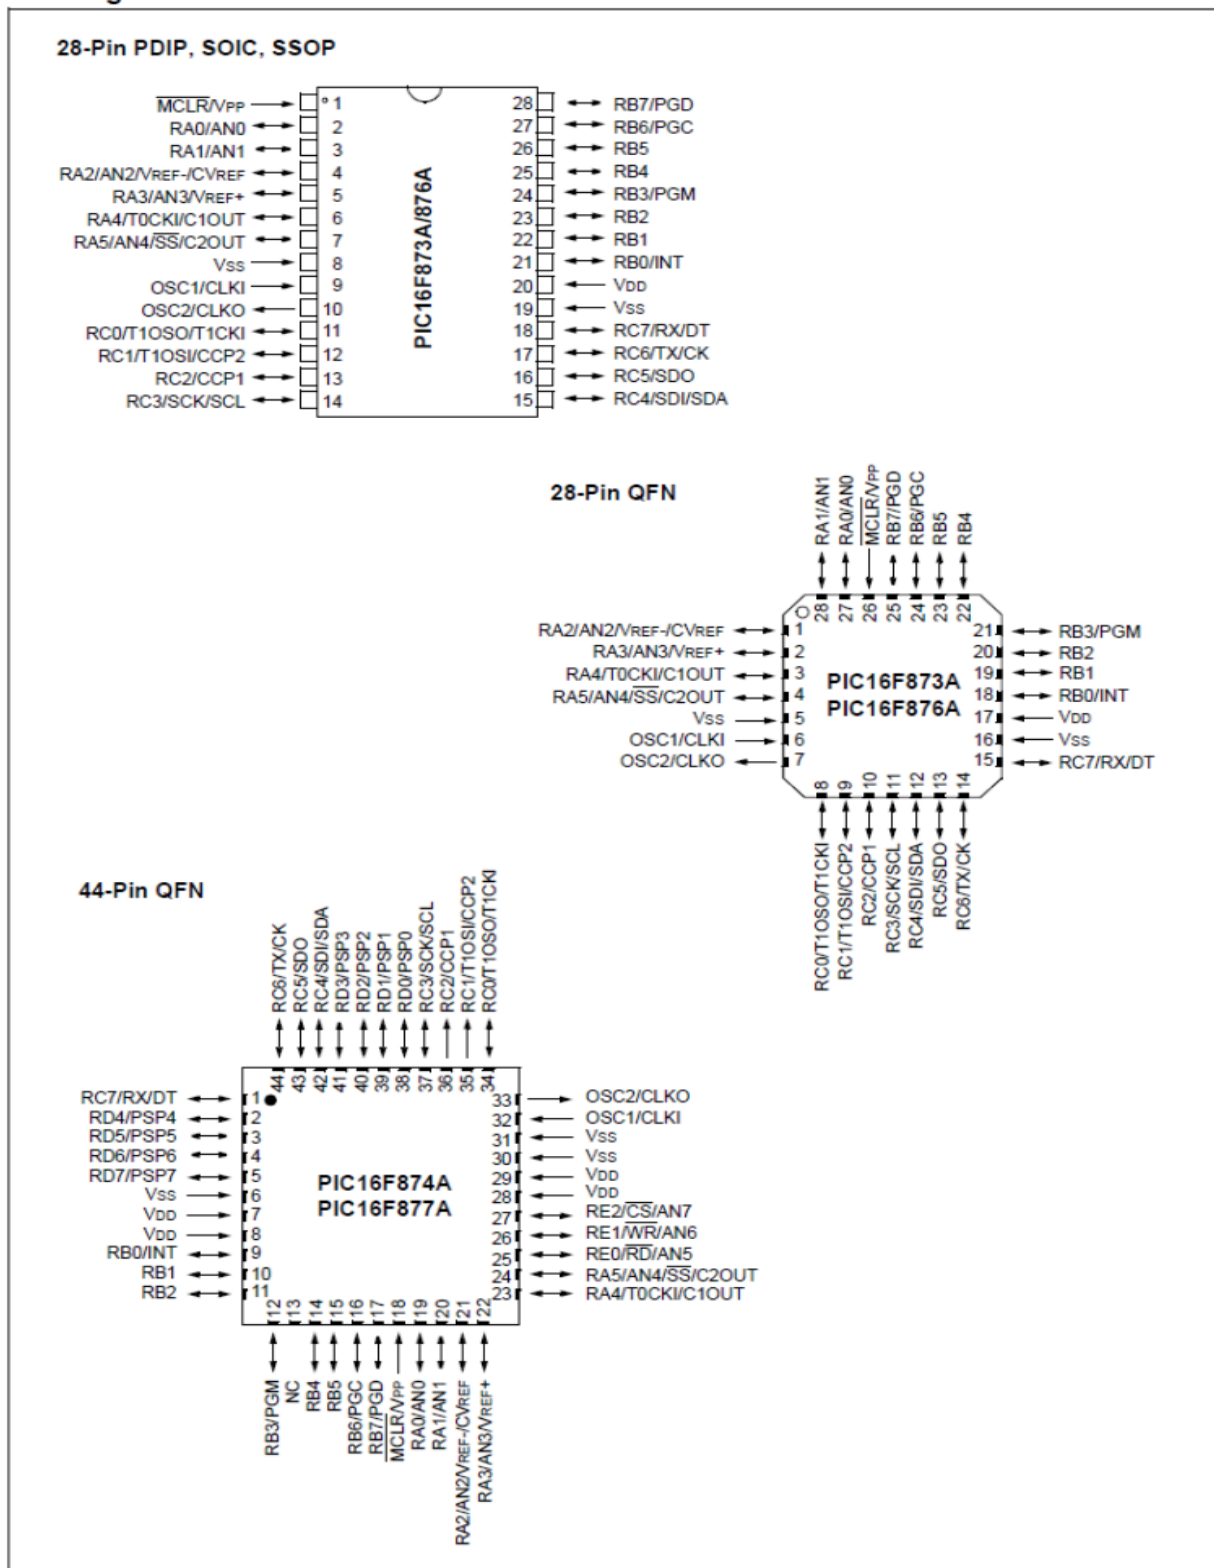 28-Pin PDIP, SOIC, SSOP
MCLR/VPP
RA0/AN0
RA1/AN1
RA2/AN2/VREF-/CVREF
RA3/AN3/VREF+
RA4/T0CKI/C1OUT
RA5/AN4/SS/C2OUT
VSS
OSC1/CLKI
OSC2/CLKO
RC0/T1OSO/T1CKI
RC1/T1OSI/CCP2
RC2/CCP1
RC3/SCK/SCL
1
2
3
4
5
6
7
8
9
10
11
12
13
14
PIC16F873A/876A
28
27
26
25
24
23
22
21
20
19
18
17
16
15
RB7/PGD
RB6/PGC
RB5
RB4
RB3/PGM
RB2
RB1
RB0/INT
VDD
VSS
RC7/RX/DT
RC6/TX/CK
RC5/SDO
RC4/SDI/SDA
28-Pin QFN
RA1/AN1
RA0/AN0
MCLR/VPP
RB7/PGD
RB6/PGC
RB5
RB4
28
27
26
25
24
23
22
RA2/AN2/VREF-/CVREF
RA3/AN3/VREF+
RA4/T0CKI/C1OUT
RA5/AN4/SS/C2OUT
VSS
OSC1/CLKI
OSC2/CLKO
1
2
3
4
5
6
7
PIC16F873A
PIC16F876A
21
20
19
18
17
16
15
RB3/PGM
RB2
RB1
RB0/INT
VDD
VSS
RC7/RX/DT
8
9
10
11
12
13
14
RC0/T1OSO/T1CKI
RC1/T1OSI/CCP2
RC2/CCP1
RC3/SCK/SCL
RC4/SDI/SDA
RC5/SDO
RC6/TX/CK
44-Pin QFN
RC6/TX/CK
RC5/SDO
RC4/SDI/SDA
RD3/PSP3
RD2/PSP2
RD1/PSP1
RD0/PSP0
RC3/SCK/SCL
RC2/CCP1
RC1/T1OSI/CCP2
RC0/T1OSO/T1CKI
44
43
42
41
40
39
38
37
36
35
34
RC7/RX/DT
RD4/PSP4
RD5/PSP5
RD6/PSP6
RD7/PSP7
VSS
VDD
VDD
RB0/INT
RB1
RB2
1
2
3
4
5
6
7
8
9
10
11
PIC16F874A
PIC16F877A
33
32
31
30
29
28
27
26
25
24
23
OSC2/CLKO
OSC1/CLKI
VSS
VSS
VDD
VDD
RE2/CS/AN7
RE1/WR/AN6
RE0/RD/AN5
RA5/AN4/SS/C2OUT
RA4/T0CKI/C1OUT
12
13
14
15
16
17
18
19
20
21
22
RB3/PGM
NC
RB4
RB5
RB6/PGC
RB7/PGD
MCLR/VPP
RA0/AN0
RA1/AN1
RA2/AN2/VREF-/CVREF
RA3/AN3/VREF+